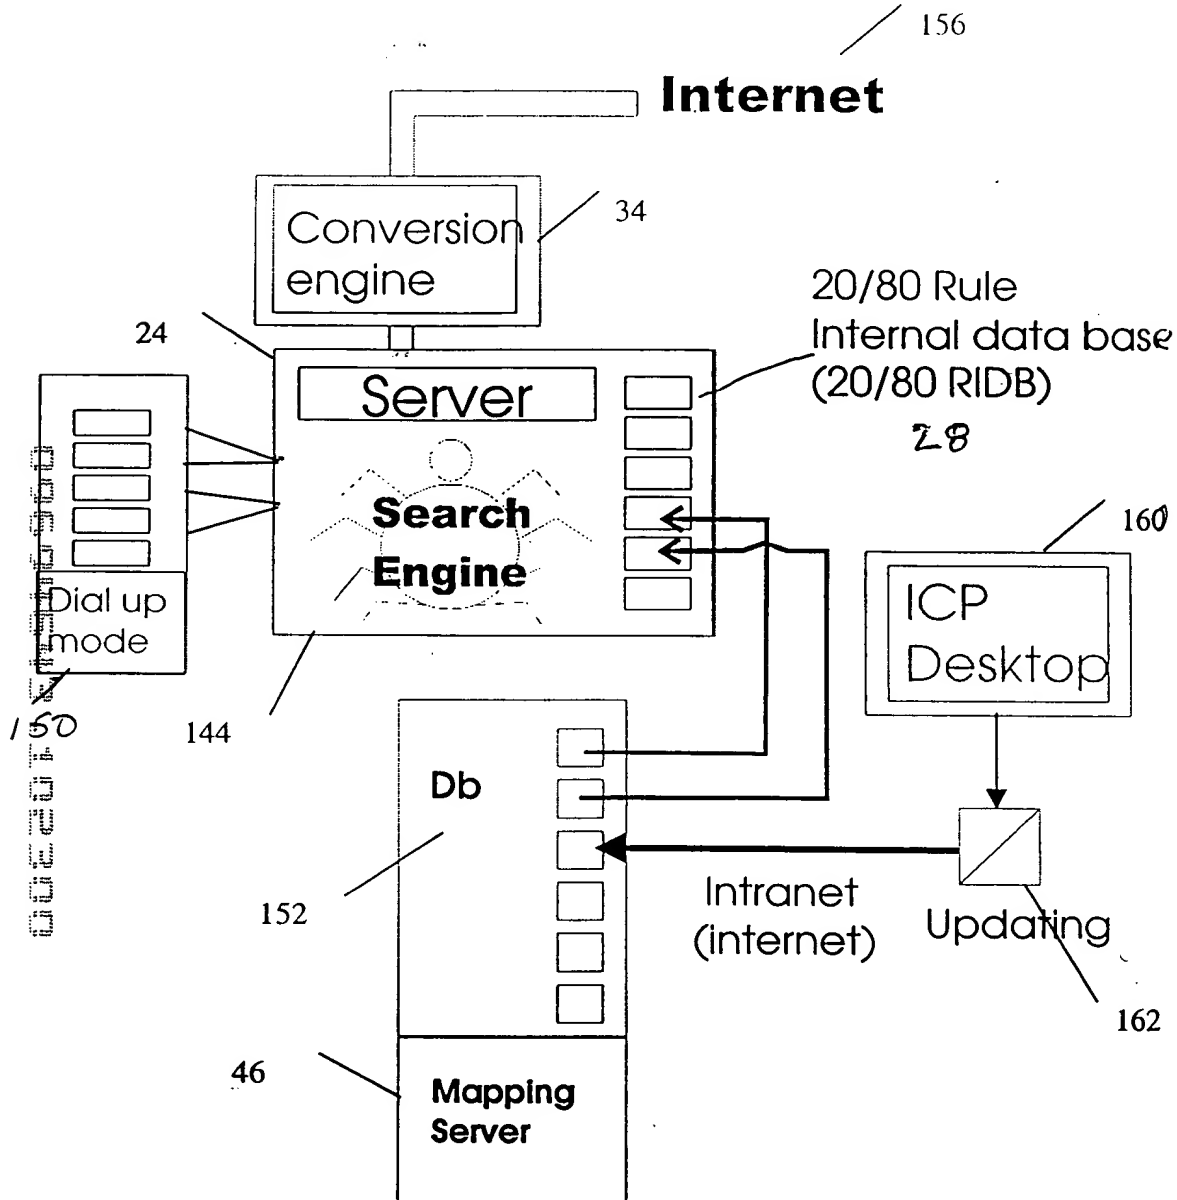 156
Internet
34
Conversion
engine
20/80 Rule
Internal data base
(20/80 RIDB)
28
24
Server
Search
Engine
160
ICP
Desktop
Dial up
mode
150
144
Db
152
Intranet
(internet)
Updating
162
46
Mapping
Server